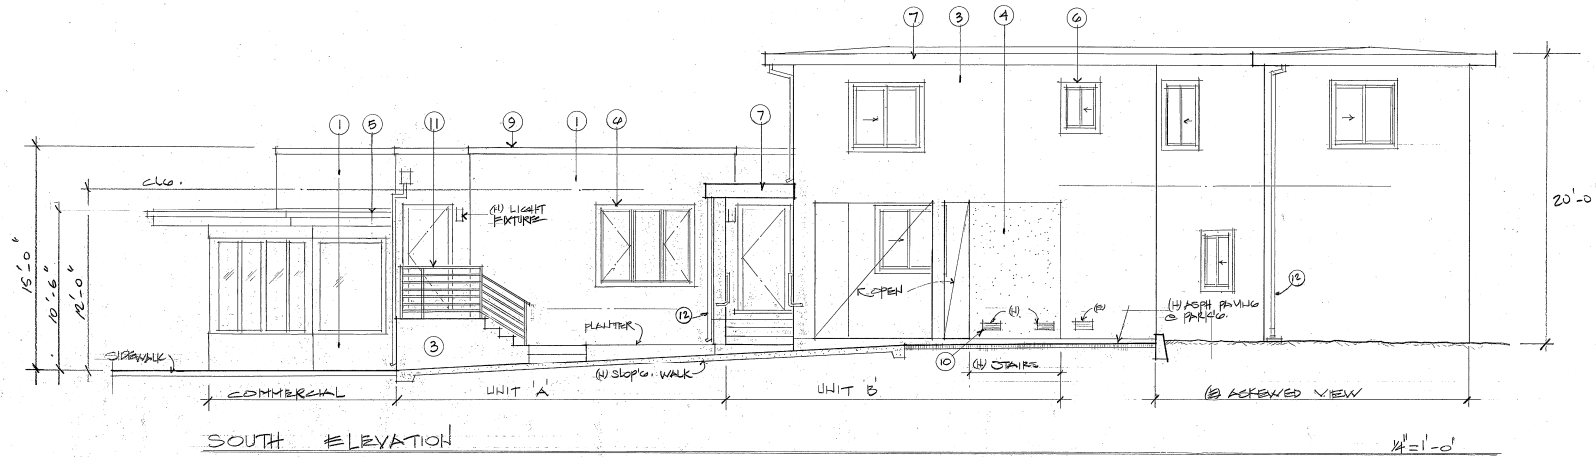 7 3 4 6
1 5 11 9 1 6 7
CLG.
(N) LIGHT
FIXTURE
15'-0"
10'-6"
12'-0"
20'-0
OPEN
(N)
(E)
(N) ASPH. PAVING
@ PARK'G.
12
12
PLANTER
3
SIDEWALK
10
(N) SLOP'G. WALK
(N) STAIRS
COMMERCIAL
UNIT 'A'
UNIT 'B'
(E) ASKEWED VIEW
SOUTH ELEVATION
1/4"=1'-0"